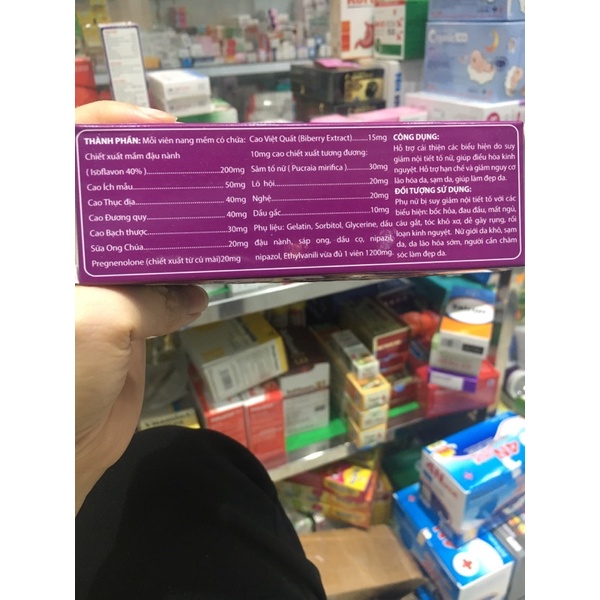 THÀNH PHẦN: Mỗi viên nang mềm có chứa:
Chiết xuất mầm đậu nành
( Isoflavon 40% ) 200mg
Cao Ích mẫu 50mg
Cao Thục địa 40mg
Cao Đương quy 40mg
Cao Bạch thược 30mg
Sữa Ong Chúa 20mg
Pregnenolone (chiết xuất từ củ mài)20mg
Cao Việt Quất (Biberry Extract) 15mg
10mg cao chiết xuất tương đương:
Sâm tố nữ ( Pucraia mirifica ) 30mg
Lô hội 20mg
Nghệ 20mg
Dầu gấc 10mg
Phụ liệu: Gelatin, Sorbitol, Glycerine, dầu
đậu nành, sáp ong, dầu cọ, nipazil,
nipazol, Ethylvanili vừa đủ 1 viên 1200mg
CÔNG DỤNG:
Hỗ trợ cải thiện các biểu hiện do suy
giảm nội tiết tố nữ, giúp điều hòa kinh
nguyệt. Hỗ trợ hạn chế và giảm nguy cơ
lão hóa da, sạm da, giúp làm đẹp da.
ĐỐI TƯỢNG SỬ DỤNG:
Phụ nữ bị suy giảm nội tiết tố với các
biểu hiện: bốc hỏa, đau đầu, mất ngủ,
cáu gắt, tóc khô xơ, dễ gãy rụng, rối
loạn kinh nguyệt. Nữ giới da khô, sạm
da, da lão hóa sớm, người cần chăm
sóc làm đẹp da.